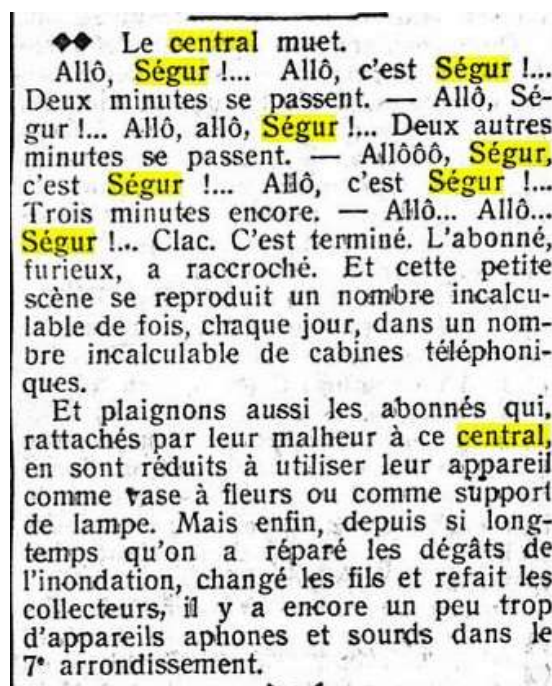 ◆◆ Le central muet.
Allô, Ségur !... Allô, c'est Ségur !...
Deux minutes se passent. — Allô, Sé-
gur !... Allô, allô, Ségur !... Deux autres
minutes se passent. — Allôôô, Ségur,
c'est Ségur !... Allô, c'est Ségur !...
Trois minutes encore. — Allô... Allô...
Ségur !... Clac. C'est terminé. L'abonné,
furieux, a raccroché. Et cette petite
scène se reproduit un nombre incalcu-
lable de fois, chaque jour, dans un nom-
bre incalculable de cabines téléphoni-
ques.
Et plaignons aussi les abonnés qui,
rattachés par leur malheur à ce central,
en sont réduits à utiliser leur appareil
comme vase à fleurs ou comme support
de lampe. Mais enfin, depuis si long-
temps qu'on a réparé les dégâts de
l'inondation, changé les fils et refait les
collecteurs, il y a encore un peu trop
d'appareils aphones et sourds dans le
7e arrondissement.